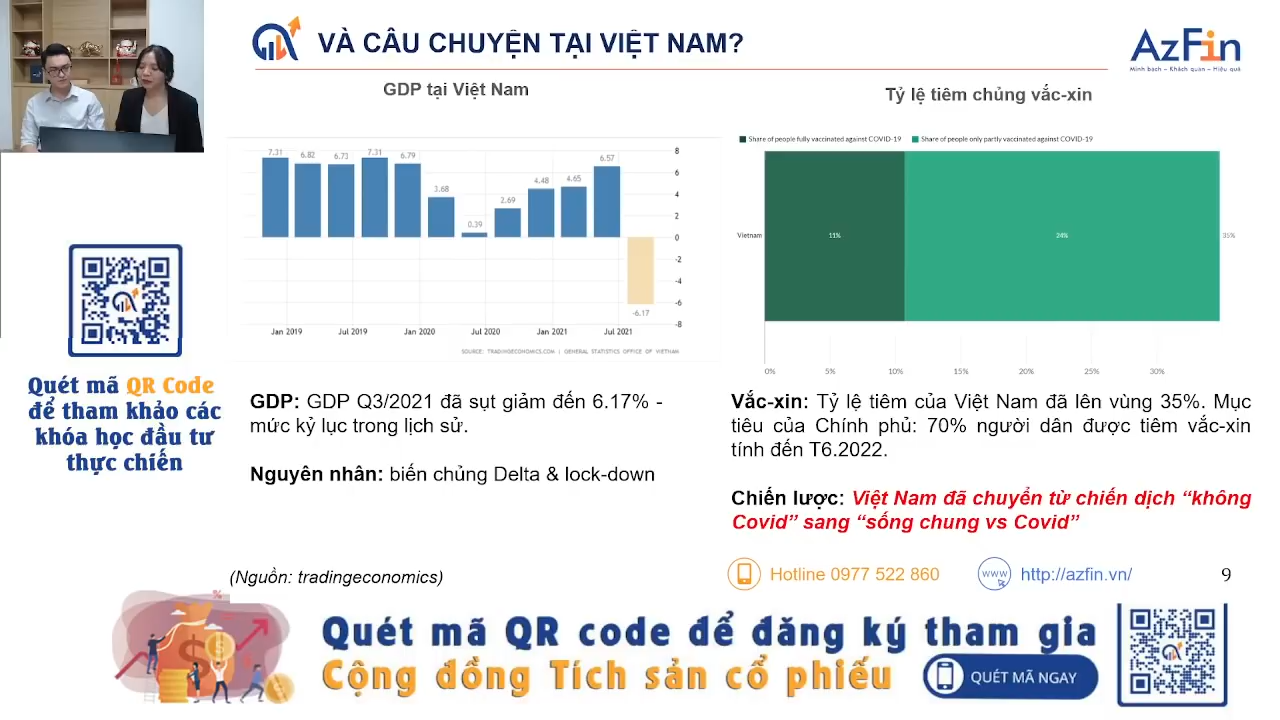 VÀ CÂU CHUYỆN TẠI VIỆT NAM?
AzFin
Minh bạch – Khách quan – Hiệu quả
GDP tại Việt Nam
7.31 6.82 6.73 7.31 6.79 3.68 0.39 2.69 4.48 4.65 6.57 -6.17
8
6
4
2
0
-2
-4
-6
-8
Jan 2019 Jul 2019 Jan 2020 Jul 2020 Jan 2021 Jul 2021
SOURCE: TRADINGECONOMICS.COM | GENERAL STATISTICS OFFICE OF VIETNAM
Tỷ lệ tiêm chủng vắc-xin
Share of people fully vaccinated against COVID-19 Share of people only partly vaccinated against COVID-19
Vietnam 11% 24% 35%
0% 5% 10% 15% 20% 25% 30%
Quét mã QR Code
để tham khảo các
khóa học đầu tư
thực chiến
GDP: GDP Q3/2021 đã sụt giảm đến 6.17% -
mức kỷ lục trong lịch sử.
Nguyên nhân: biến chủng Delta & lock-down
Vắc-xin: Tỷ lệ tiêm của Việt Nam đã lên vùng 35%. Mục
tiêu của Chính phủ: 70% người dân được tiêm vắc-xin
tính đến T6.2022.
Chiến lược: Việt Nam đã chuyển từ chiến dịch “không
Covid” sang “sống chung vs Covid”
(Nguồn: tradingeconomics)
Hotline 0977 522 860
www
http://azfin.vn/
9
Quét mã QR code để đăng ký tham gia
Cộng đồng Tích sản cổ phiếu
QUÉT MÃ NGAY